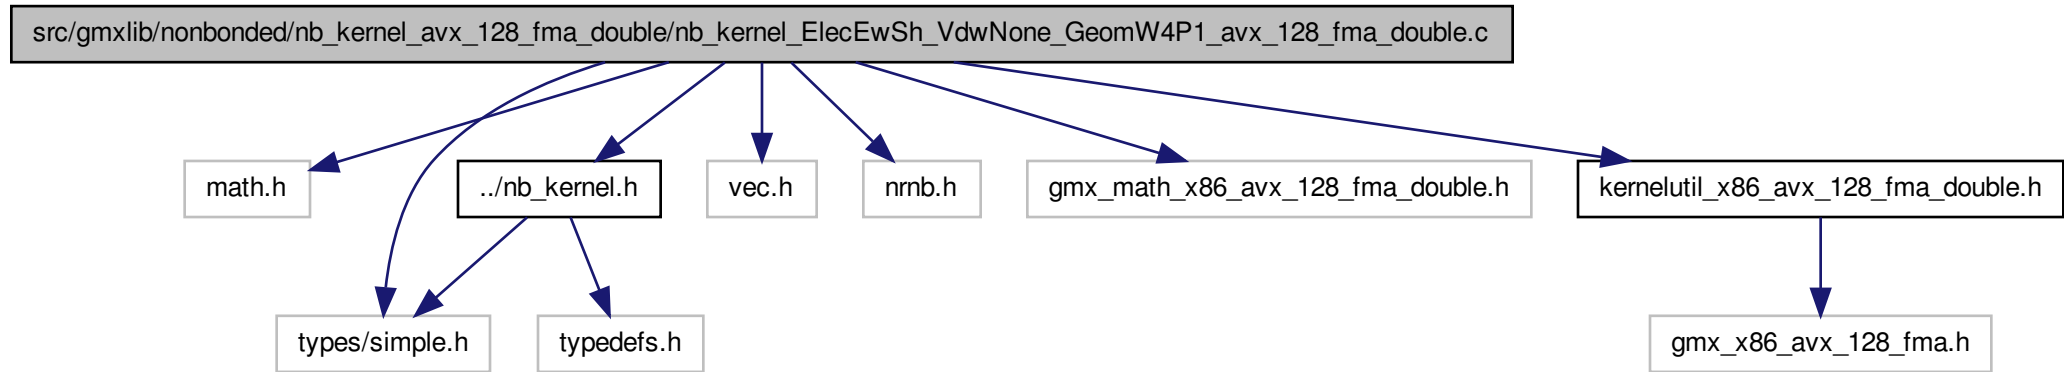 src/gmxlib/nonbonded/nb_kernel_avx_128_fma_double/nb_kernel_ElecEwSh_VdwNone_GeomW4P1_avx_128_fma_double.c
math.h
../nb_kernel.h
vec.h
nrnb.h
gmx_math_x86_avx_128_fma_double.h
kernelutil_x86_avx_128_fma_double.h
types/simple.h
typedefs.h
gmx_x86_avx_128_fma.h